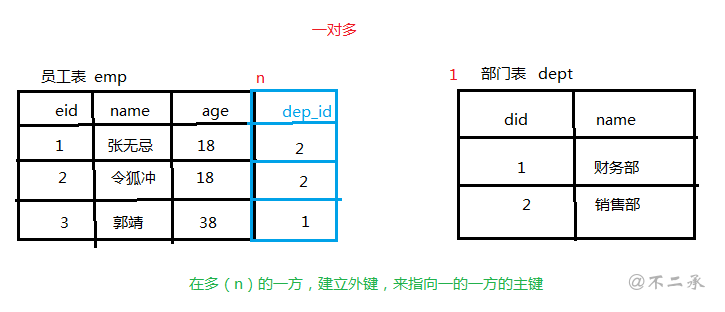 一对多
员工表 emp n 1 部门表 dept
eid name age dep_id
1 张无忌 18 2
2 令狐冲 18 2
3 郭靖 38 1
did name
1 财务部
2 销售部
在多（n）的一方，建立外键，来指向一的一方的主键
@不二承